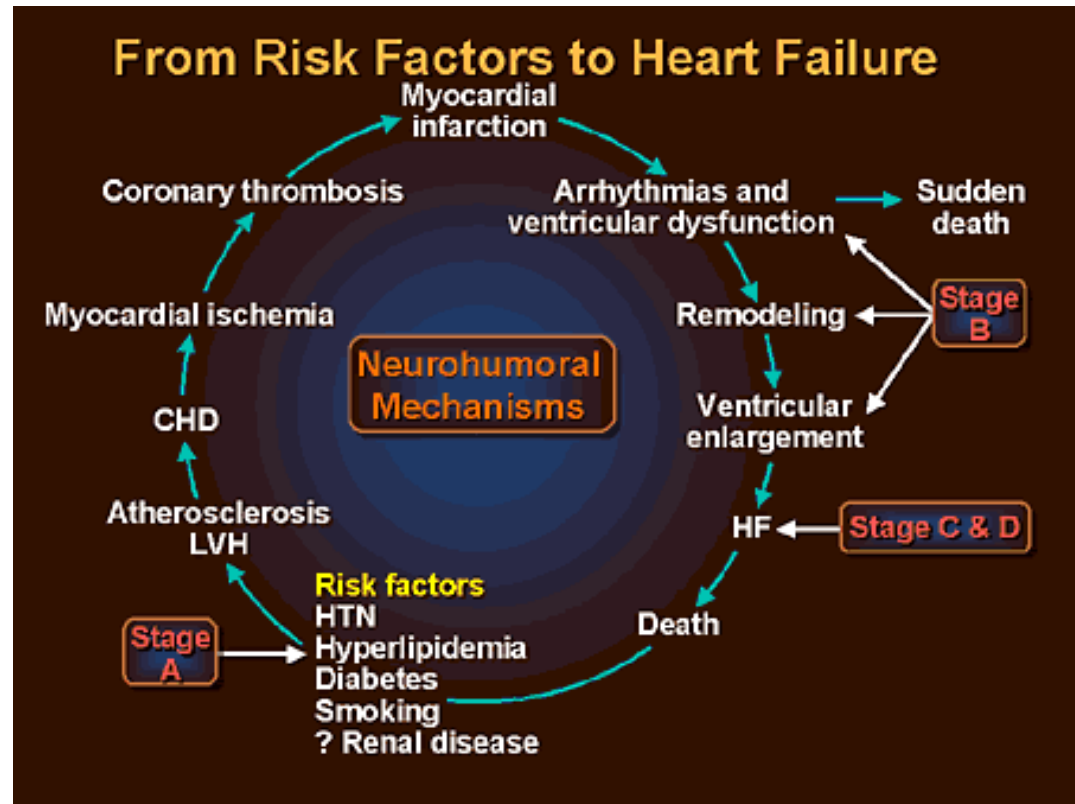 From Risk Factors to Heart Failure
Myocardial
infarction
Coronary thrombosis
Arrhythmias and
ventricular dysfunction
Sudden
death
Myocardial ischemia
Remodeling
Stage
B
Neurohumoral
Mechanisms
CHD
Ventricular
enlargement
Atherosclerosis
LVH
HF
Stage C & D
Risk factors
HTN
Hyperlipidemia
Diabetes
Smoking
? Renal disease
Stage
A
Death